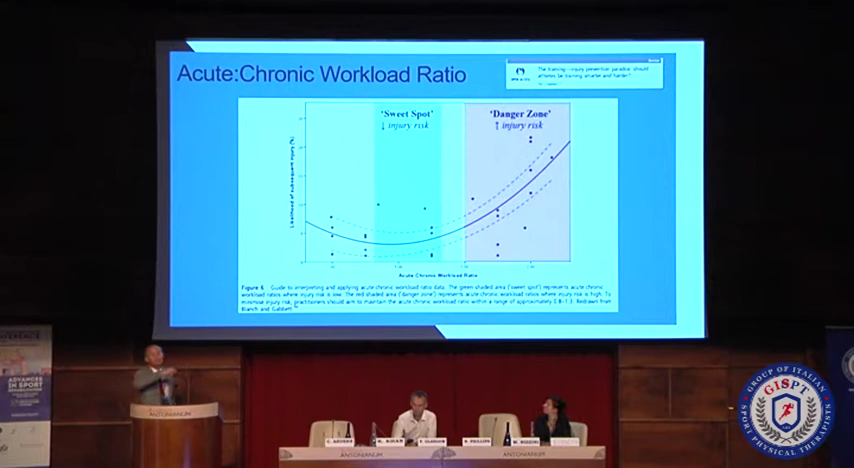 Acute:Chronic Workload Ratio
The training—injury prevention paradox: should
athletes be training smarter and harder?
'Sweet Spot'
↓ injury risk
'Danger Zone'
↑ injury risk
Likelihood of subsequent injury (%)
Acute:Chronic Workload Ratio
Figure 6 Guide to interpreting and applying acute:chronic workload ratio data. The green shaded area ('sweet spot') represents acute:chronic
workload ratios where injury risk is low. The red shaded area ('danger zone') represents acute:chronic workload ratios where injury risk is high. To
minimise injury risk, practitioners should aim to maintain the acute:chronic workload ratio within a range of approximately 0.8–1.3. Redrawn from
Blanch and Gabbett.
ADVANCES
IN SPORT
REHABILITATION
ANTONIANUM
ANTONIANUM
ANTONIANUM
GROUP OF ITALIAN
GISPT
SPORT PHYSICAL THERAPISTS